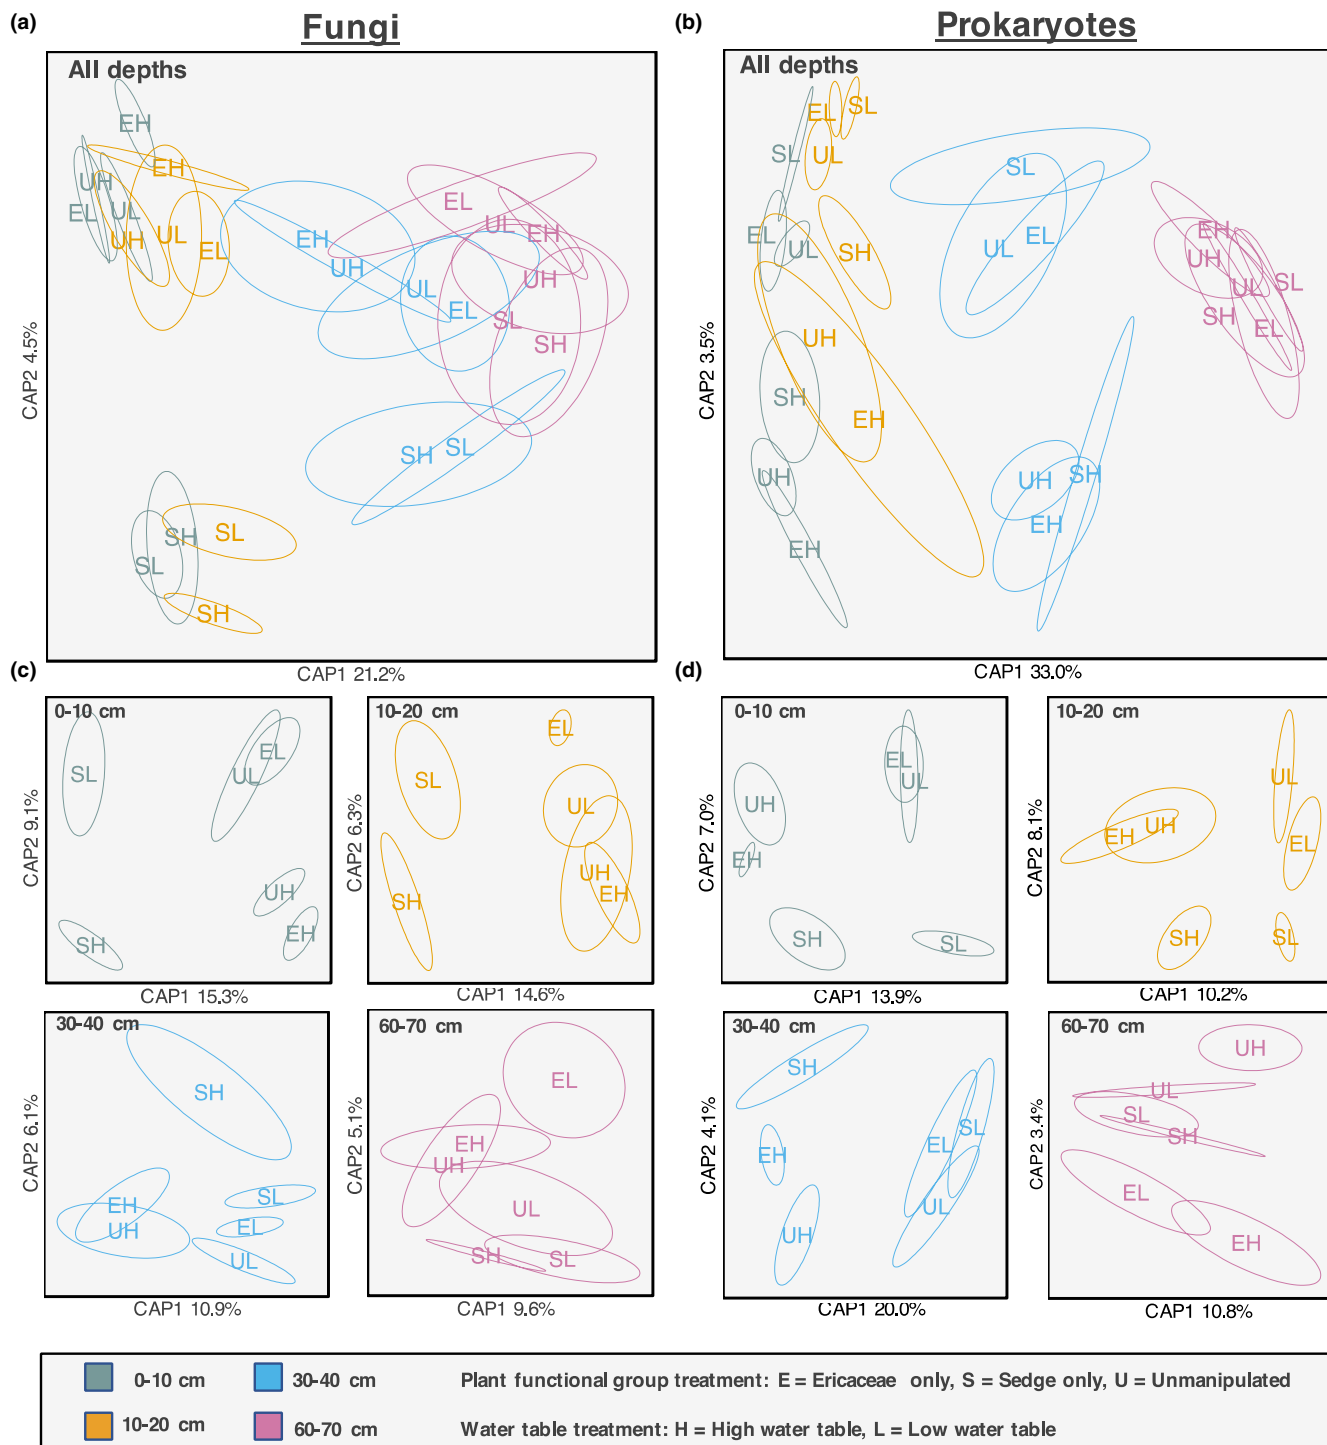 (a)
Fungi
All depths
EH
EH
UH
EL
UL
UH
UL
EL
EH
UH
UL
EL
EL
UL
EH
UH
SL
SH
SH
SL
SL
SH
SL
SH
CAP2 4.5%
CAP1 21.2%
(b)
Prokaryotes
All depths
EL
SL
SL
UL
EL
UL
SH
SL
UL
EL
EH
UH
UL
SL
SH
EL
UH
SH
EH
UH
EH
UH
SH
EH
CAP2 3.5%
CAP1 33.0%
(c)
0-10 cm
SL
EL
UL
UH
EH
SH
CAP2 9.1%
CAP1 15.3%
10-20 cm
EL
SL
UL
UH
EH
SH
CAP2 6.3%
CAP1 14.6%
30-40 cm
SH
EH
UH
SL
EL
UL
CAP2 6.1%
CAP1 10.9%
60-70 cm
EL
EH
UH
UL
SH
SL
CAP2 5.1%
CAP1 9.6%
(d)
0-10 cm
EL
UL
UH
EH
SH
SL
CAP2 7.0%
CAP1 13.9%
10-20 cm
UL
EH
UH
EL
SH
SL
CAP2 8.1%
CAP1 10.2%
30-40 cm
SH
SL
EL
EH
UL
UH
CAP2 4.1%
CAP1 20.0%
60-70 cm
UH
UL
SL
SH
EL
EH
CAP2 3.4%
CAP1 10.8%
0-10 cm
30-40 cm
Plant functional group treatment: E = Ericaceae only, S = Sedge only, U = Unmanipulated
10-20 cm
60-70 cm
Water table treatment: H = High water table, L = Low water table